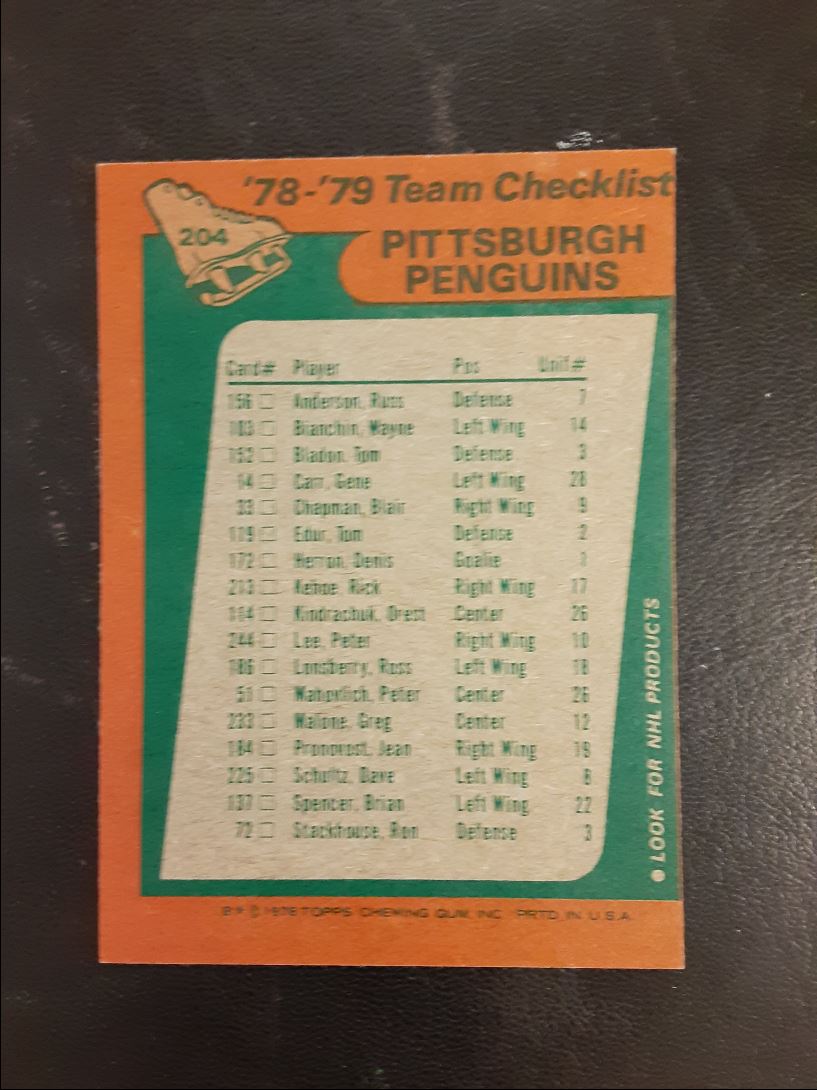 '78-'79 Team Checklist
204
PITTSBURGH
PENGUINS
Card# Player Pos Unif#
156 Anderson, Russ Defense 7
183 Bianchin, Wayne Left Wing 14
152 Bladon, Tom Defense 3
14 Carr, Gene Left Wing 28
33 Chapman, Blair Right Wing 9
119 Edur, Tom Defense 2
172 Herron, Denis Goalie 1
213 Kehoe, Rick Right Wing 17
114 Kindrachuk, Orest Center 26
244 Lee, Peter Right Wing 10
186 Lonsberry, Ross Left Wing 18
51 Mahovlich, Peter Center 26
233 Malone, Greg Center 12
184 Pronovost, Jean Right Wing 19
225 Schultz, Dave Left Wing 8
137 Spencer, Brian Left Wing 22
72 Stackhouse, Ron Defense 3
● LOOK FOR NHL PRODUCTS
B* © 1978 TOPPS CHEWING GUM, INC. PRTD. IN U.S.A.